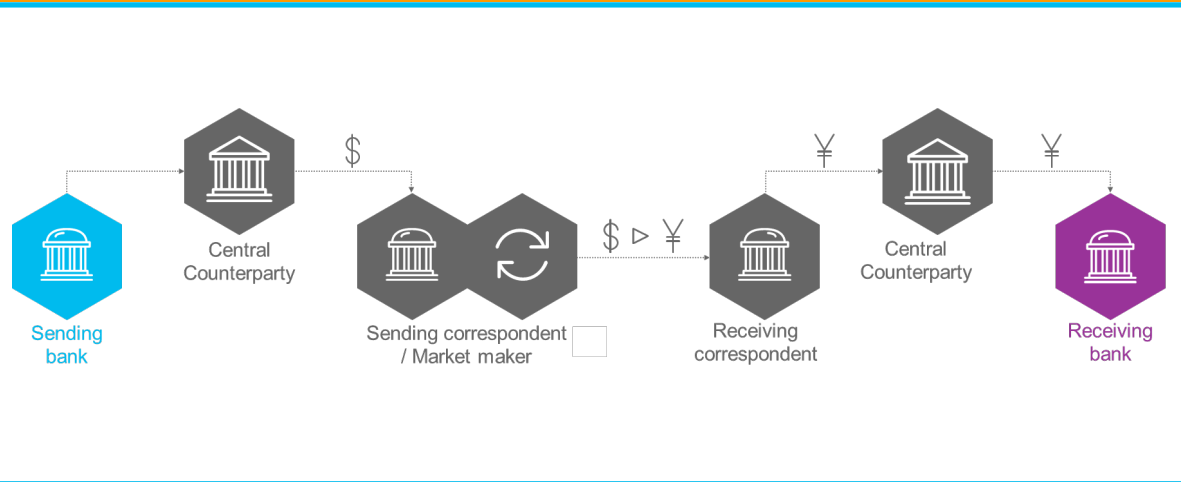 $
¥
¥
Central
Counterparty
$ ▷ ¥
Central
Counterparty
Sending
bank
Sending correspondent
/ Market maker
Receiving
correspondent
Receiving
bank